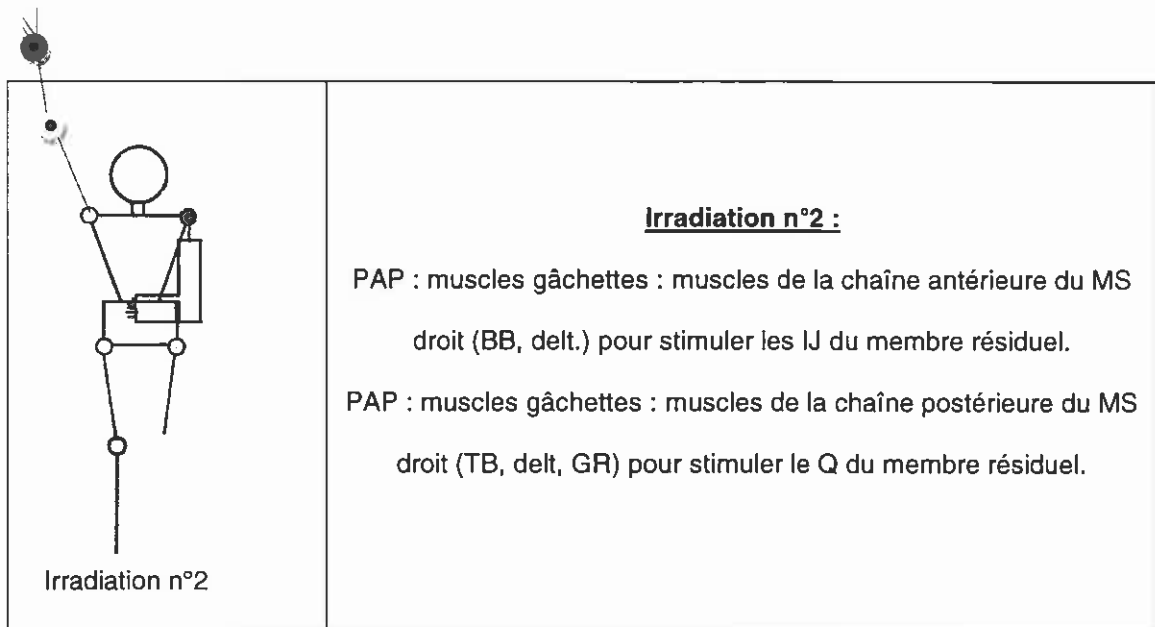 Irradiation n°2 :
PAP : muscles gâchettes : muscles de la chaîne antérieure du MS
droit (BB, delt.) pour stimuler les IJ du membre résiduel.
PAP : muscles gâchettes : muscles de la chaîne postérieure du MS
droit (TB, delt, GR) pour stimuler le Q du membre résiduel.
Irradiation n°2